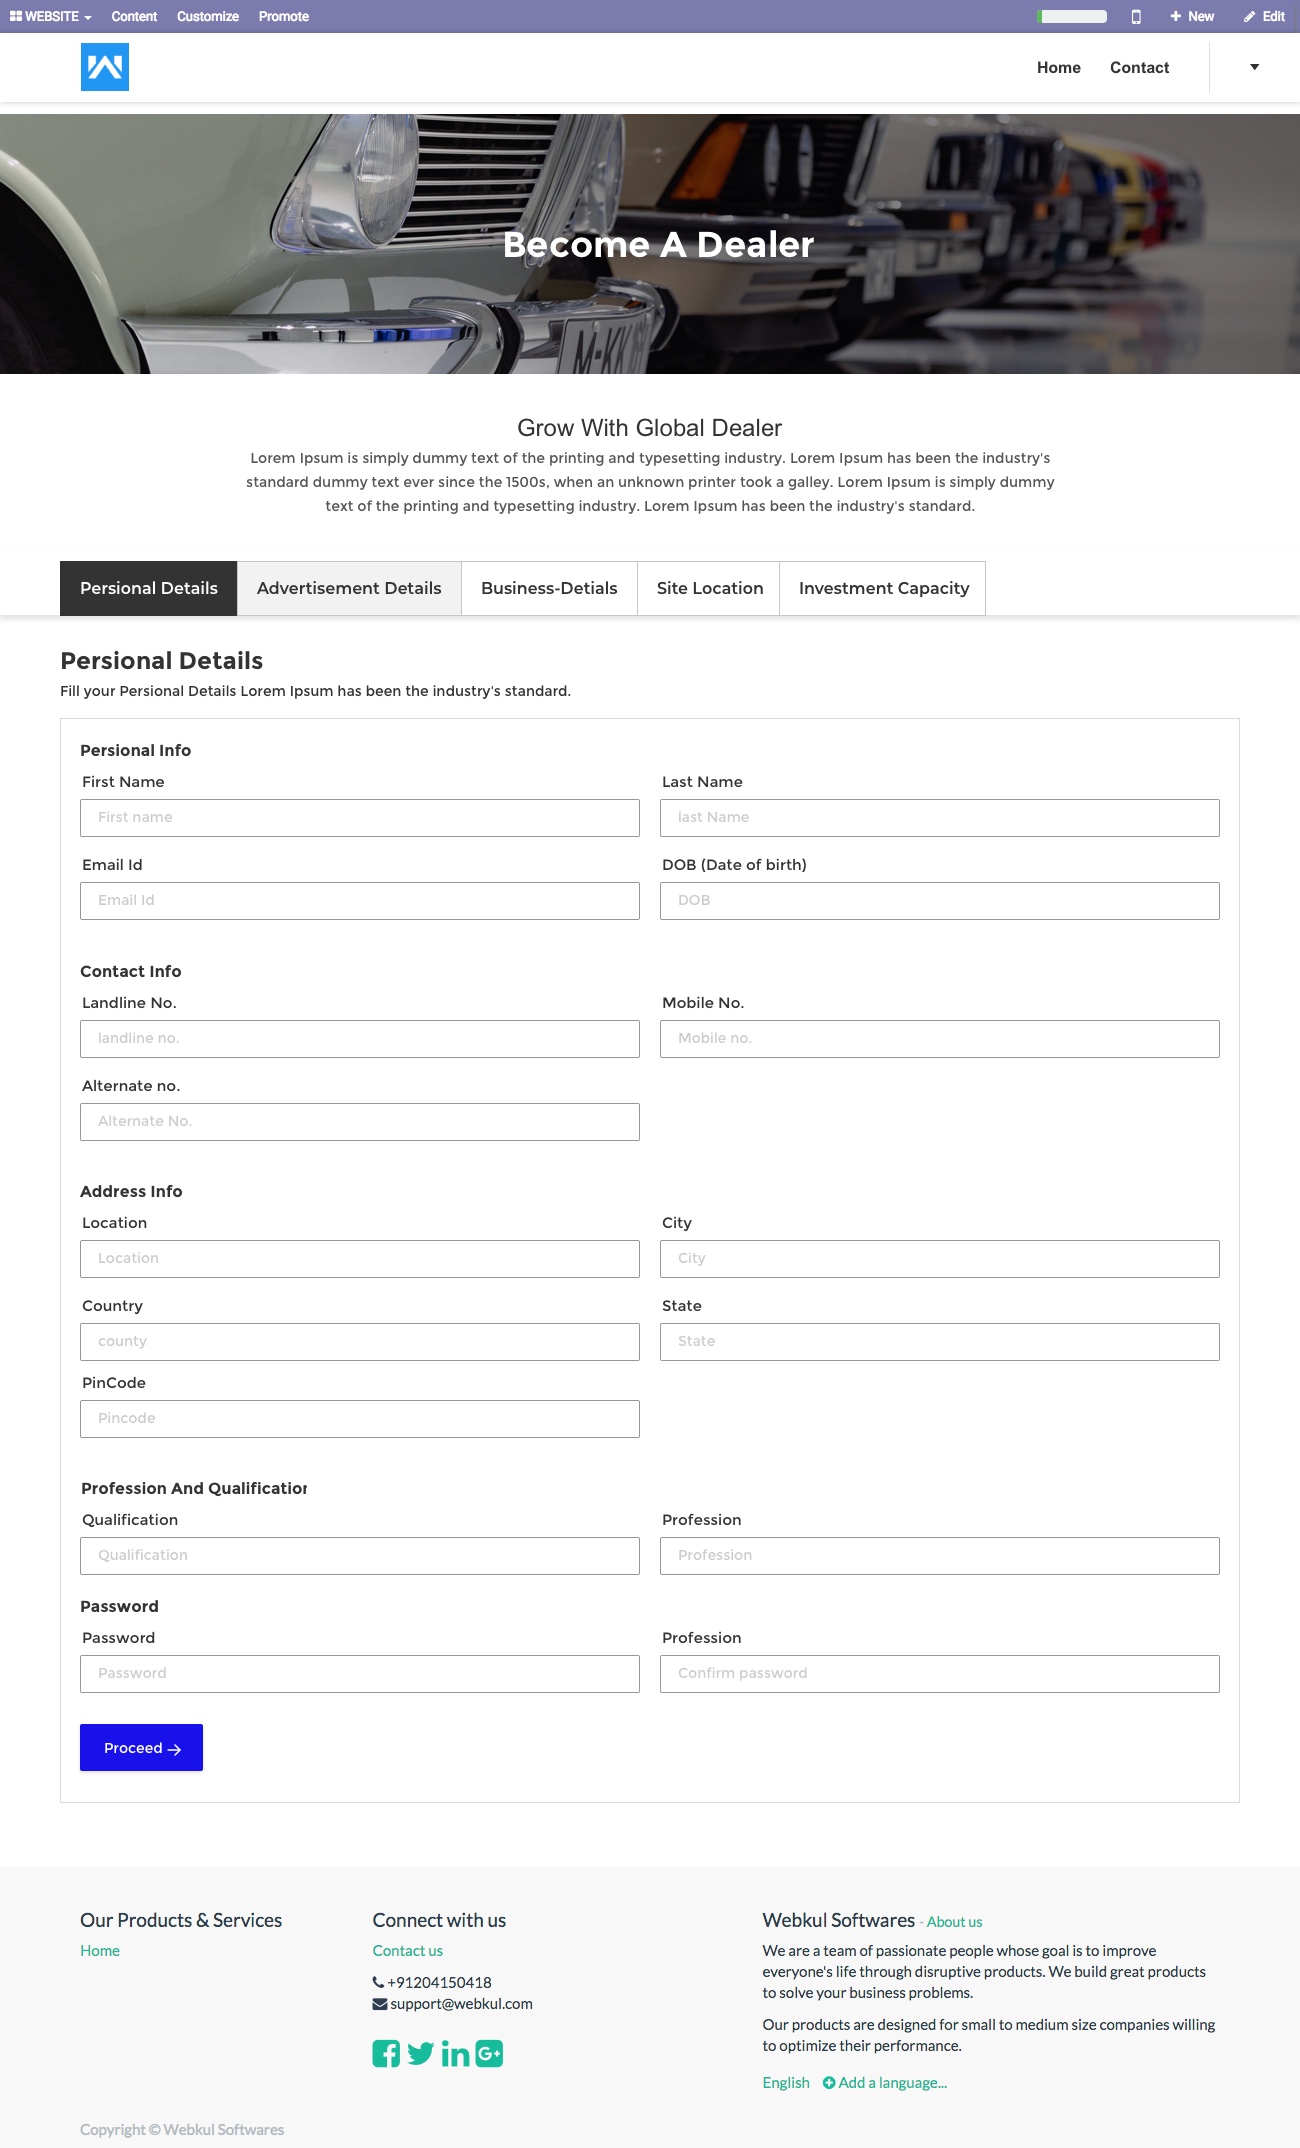 WEBSITE Content Customize Promote New Edit
Home Contact
M-KK
Become A Dealer
Grow With Global Dealer
Lorem Ipsum is simply dummy text of the printing and typesetting industry. Lorem Ipsum has been the industry's
standard dummy text ever since the 1500s, when an unknown printer took a galley. Lorem Ipsum is simply dummy
text of the printing and typesetting industry. Lorem Ipsum has been the industry's standard.
Persional Details Advertisement Details Business-Detials Site Location Investment Capacity
Persional Details
Fill your Persional Details Lorem Ipsum has been the industry's standard.
Persional Info
First Name Last Name
First name last Name
Email Id DOB (Date of birth)
Email Id DOB
Contact Info
Landline No. Mobile No.
landline no. Mobile no.
Alternate no.
Alternate No.
Address Info
Location City
Location City
Country State
county State
PinCode
Pincode
Profession And Qualification
Qualification Profession
Qualification Profession
Password
Password Profession
Password Confirm password
Proceed →
Our Products & Services Connect with us Webkul Softwares - About us
Home Contact us We are a team of passionate people whose goal is to improve
everyone's life through disruptive products. We build great products
+91204150418
to solve your business problems.
support@webkul.com
Our products are designed for small to medium size companies willing
to optimize their performance.
English Add a language...
Copyright © Webkul Softwares